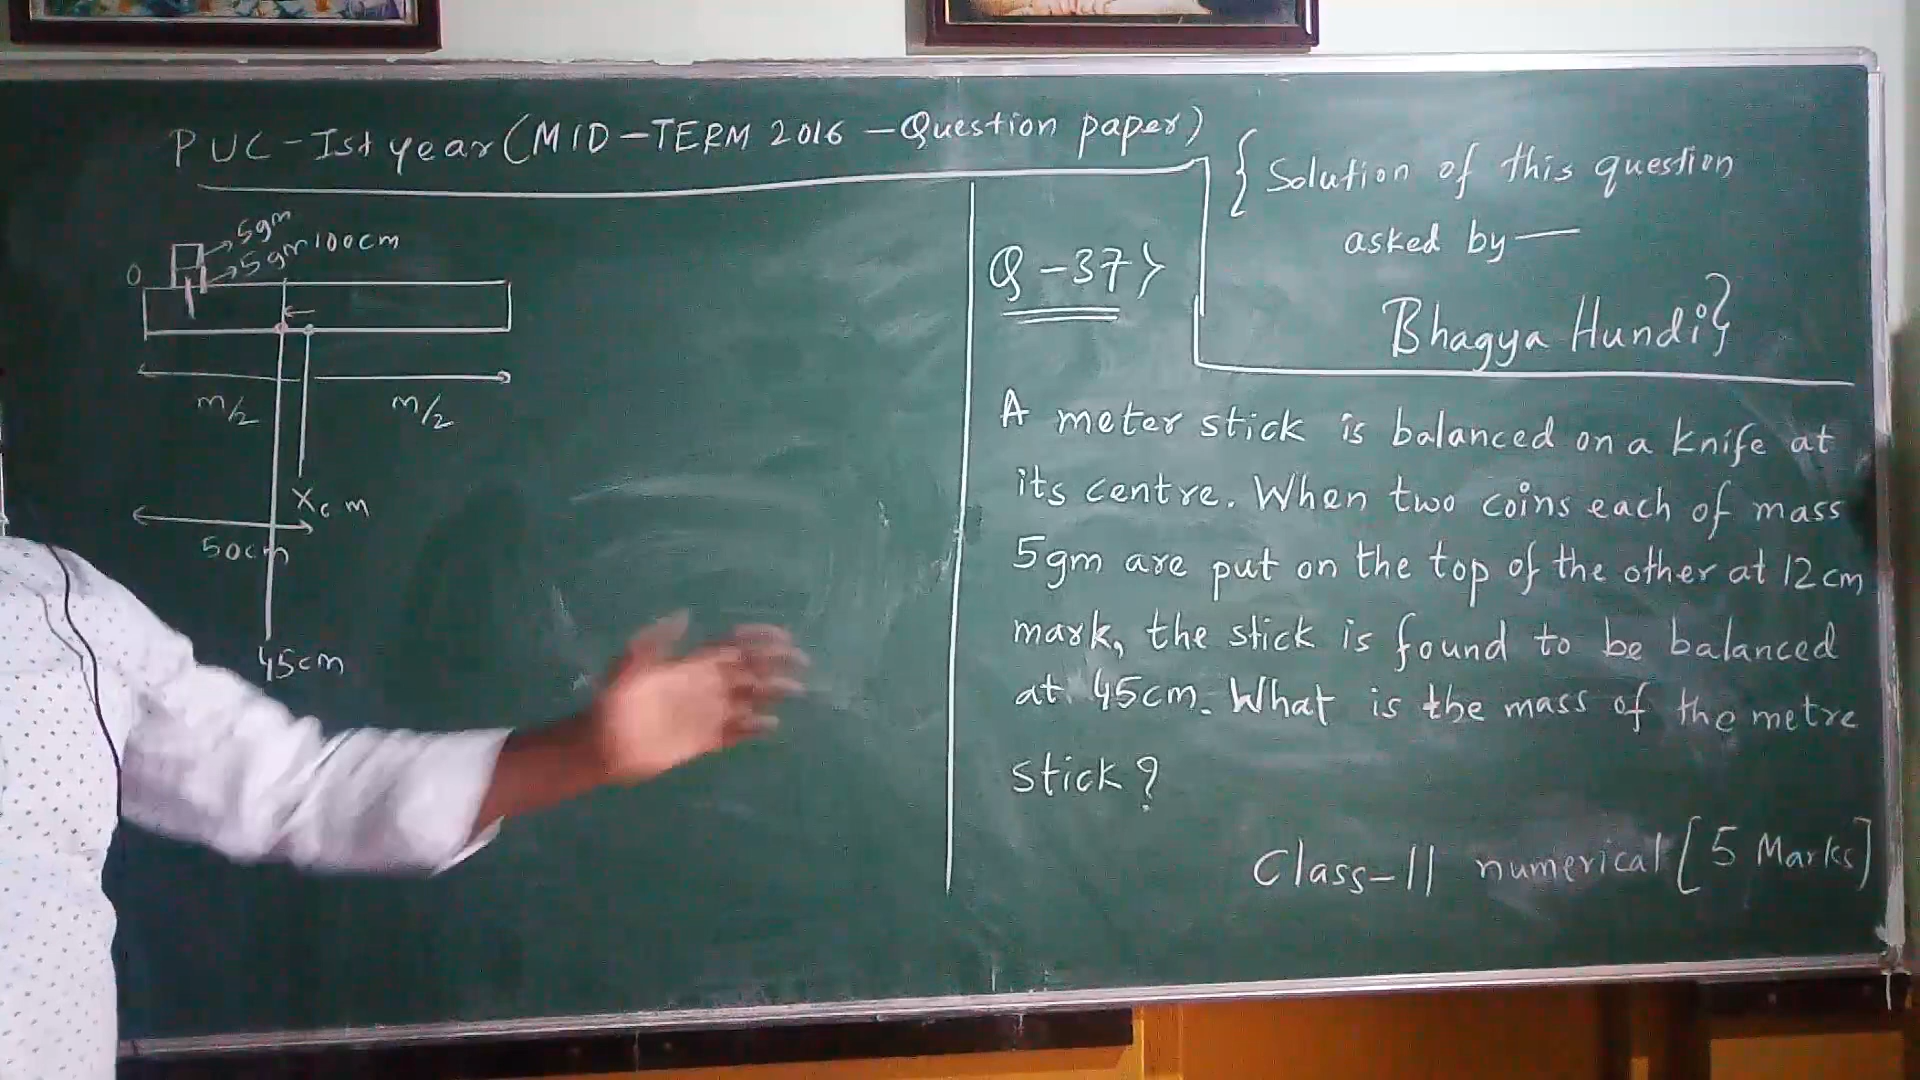 PUC-Ist year (MID-TERM 2016 - Question paper)
{ Solution of this question
asked by —
Bhagya Hundi}
5gm
5gm 100cm
0
m/2 m/2
Xcm
50cm
45cm
Q-37>
A meter stick is balanced on a knife at
its centre. When two coins each of mass
5gm are put on the top of the other at 12cm
mark, the stick is found to be balanced
at 45cm. What is the mass of the metre
stick?
Class-11 numerical [5 Marks]